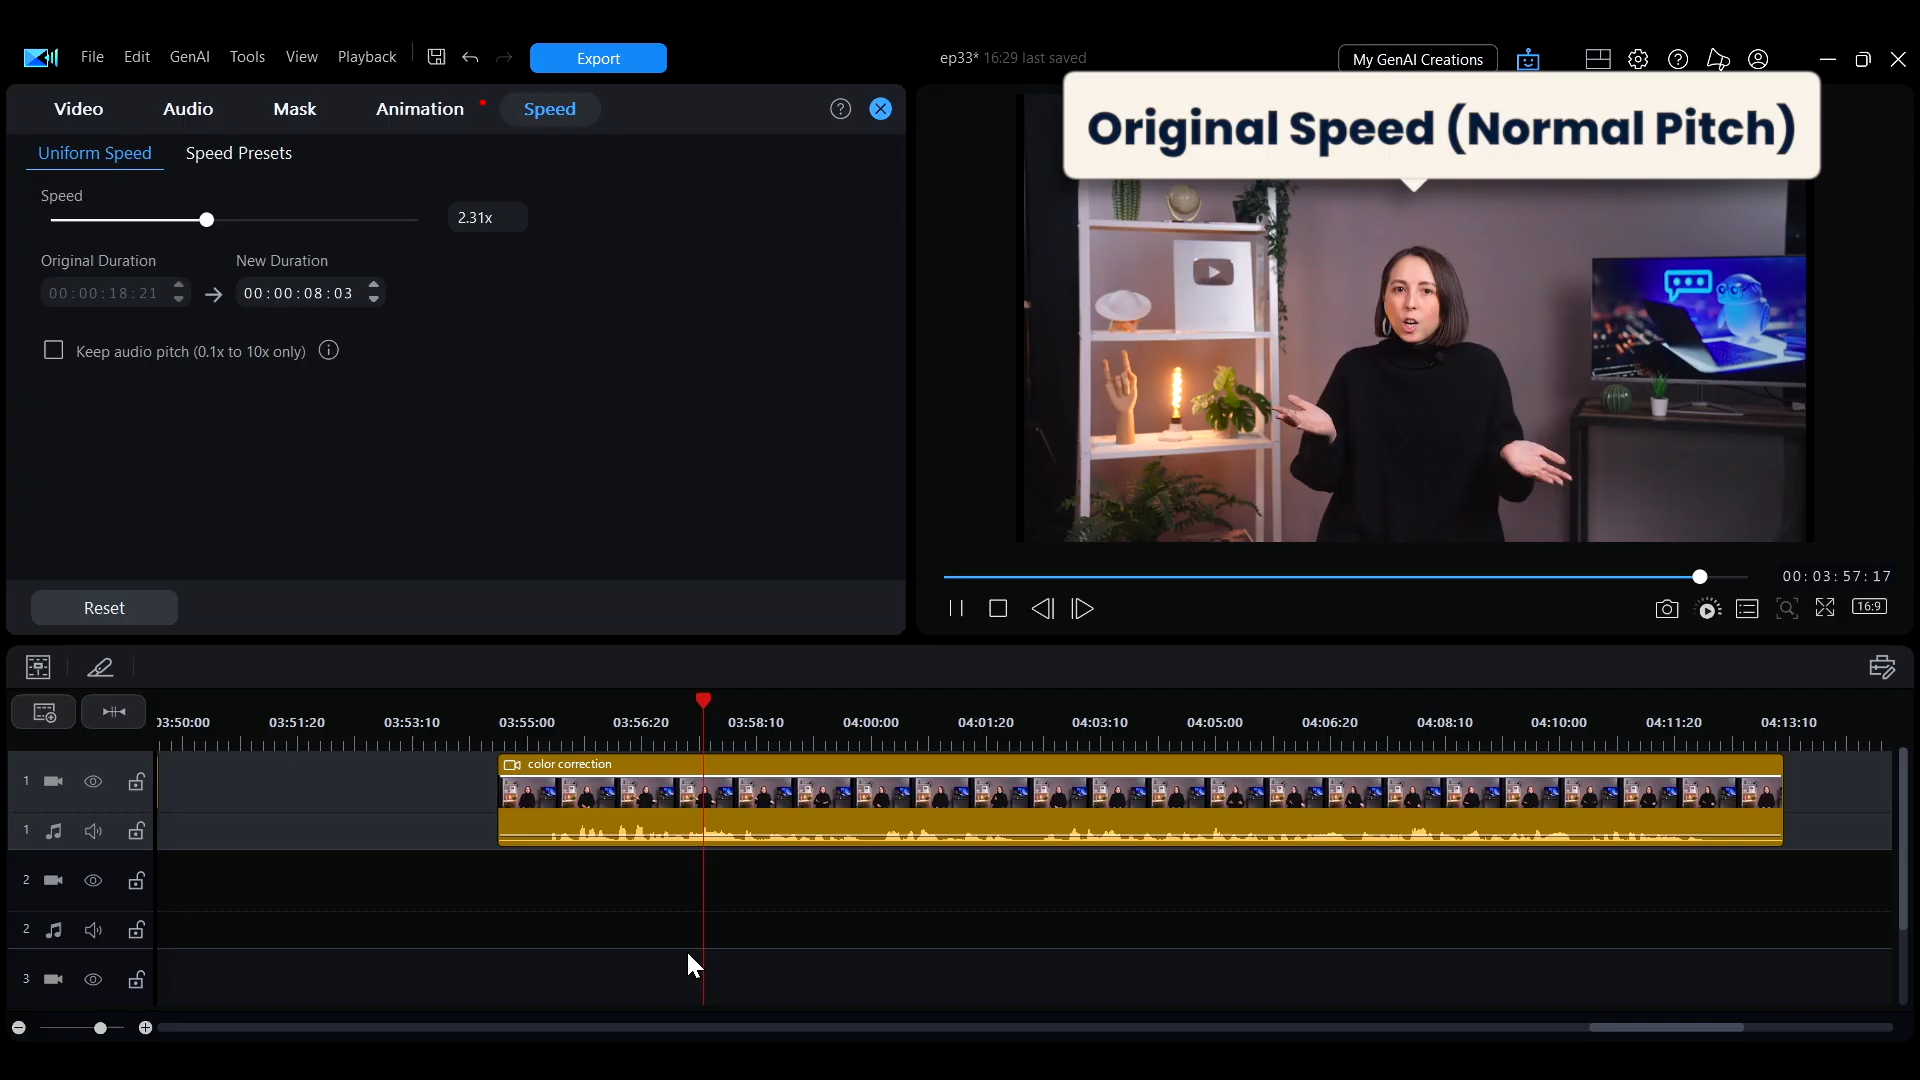 File Edit GenAI Tools View Playback Export ep33* 16:29 last saved My GenAI Creations
Video Audio Mask Animation Speed
Original Speed (Normal Pitch)
Uniform Speed Speed Presets
Speed
2.31x
Original Duration New Duration
00:00:18:21 00:00:08:03
Keep audio pitch (0.1x to 10x only)
Reset
00:03:57:17
16:9
03:50:00 03:51:20 03:53:10 03:55:00 03:56:20 03:58:10 04:00:00 04:01:20 04:03:10 04:05:00 04:06:20 04:08:10 04:10:00 04:11:20 04:13:10
1 color correction
1
2
2
3